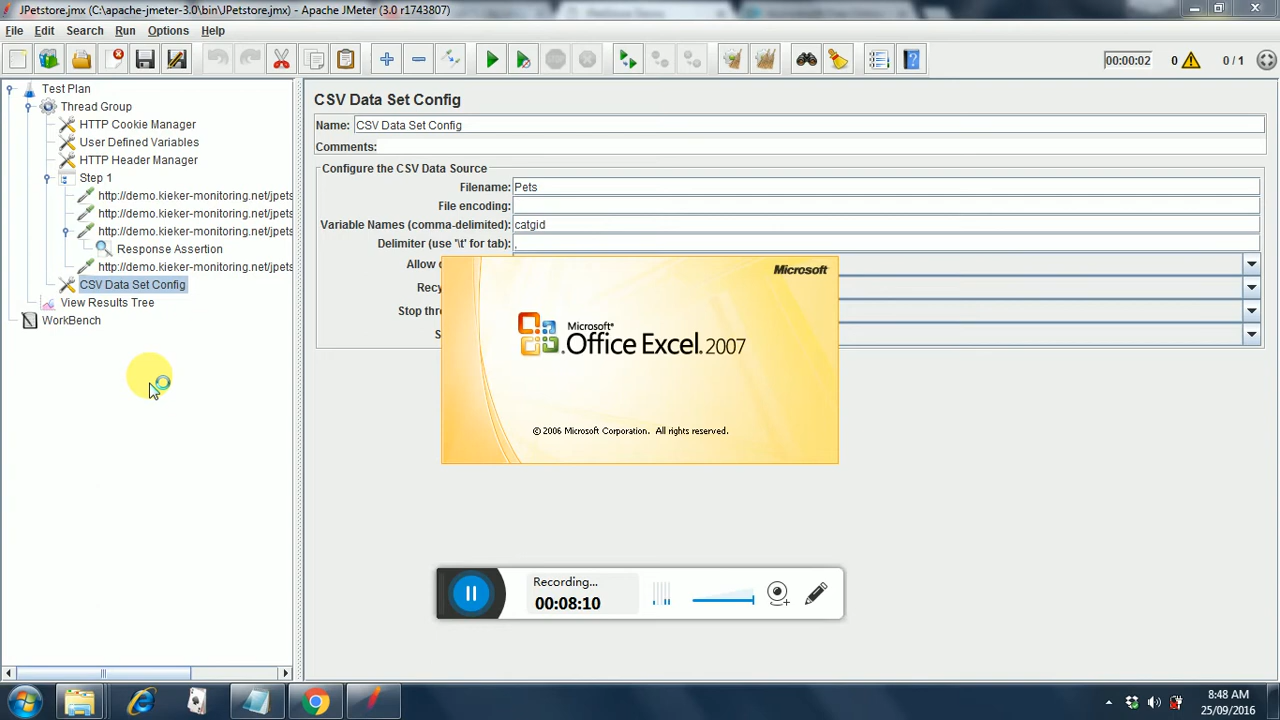 JPetstore.jmx (C:\apache-jmeter-3.0\bin\JPetstore.jmx) - Apache JMeter (3.0 r1743807)
File Edit Search Run Options Help
00:00:02 0 0 / 1
Test Plan
Thread Group
HTTP Cookie Manager
User Defined Variables
HTTP Header Manager
Step 1
http://demo.kieker-monitoring.net/jpets
http://demo.kieker-monitoring.net/jpets
http://demo.kieker-monitoring.net/jpets
Response Assertion
http://demo.kieker-monitoring.net/jpets
CSV Data Set Config
View Results Tree
WorkBench
CSV Data Set Config
Name: CSV Data Set Config
Comments:
Configure the CSV Data Source
Filename: Pets
File encoding:
Variable Names (comma-delimited): catgid
Delimiter (use '\t' for tab): ,
Allow
Recy
Stop thr
S
Microsoft
Microsoft®
Office Excel 2007
© 2006 Microsoft Corporation. All rights reserved.
Recording...
00:08:10
8:48 AM
25/09/2016